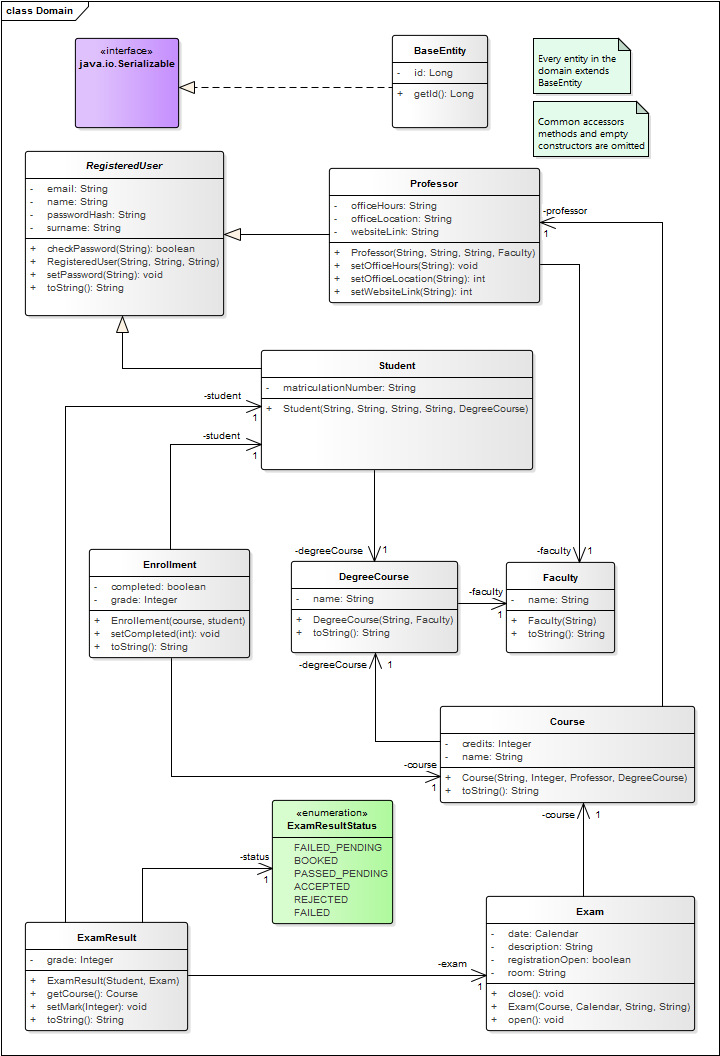 class Domain
«interface»
java.io.Serializable
BaseEntity
- id: Long
+ getId(): Long
Every entity in the
domain extends
BaseEntity
Common accessors
methods and empty
constructors are omitted
RegisteredUser
- email: String
- name: String
- passwordHash: String
- surname: String
+ checkPassword(String): boolean
+ RegisteredUser(String, String, String)
+ setPassword(String): void
+ toString(): String
Professor
- officeHours: String
- officeLocation: String
- websiteLink: String
+ Professor(String, String, String, Faculty)
+ setOfficeHours(String): void
+ setOfficeLocation(String): int
+ setWebsiteLink(String): int
-professor
1
Student
- matriculationNumber: String
+ Student(String, String, String, String, DegreeCourse)
-student
1
-student
1
-degreeCourse
1
-faculty
1
Enrollment
- completed: boolean
- grade: Integer
+ Enrollement(course, student)
+ setCompleted(int): void
+ toString(): String
DegreeCourse
- name: String
+ DegreeCourse(String, Faculty)
+ toString(): String
-faculty
1
Faculty
- name: String
+ Faculty(String)
+ toString(): String
-degreeCourse
1
Course
- credits: Integer
- name: String
+ Course(String, Integer, Professor, DegreeCourse)
+ toString(): String
-course
1
«enumeration»
ExamResultStatus
FAILED_PENDING
BOOKED
PASSED_PENDING
ACCEPTED
REJECTED
FAILED
-course
1
-status
1
ExamResult
- grade: Integer
+ ExamResult(Student, Exam)
+ getCourse(): Course
+ setMark(Integer): void
+ toString(): String
-exam
1
Exam
- date: Calendar
- description: String
- registrationOpen: boolean
- room: String
+ close(): void
+ Exam(Course, Calendar, String, String)
+ open(): void